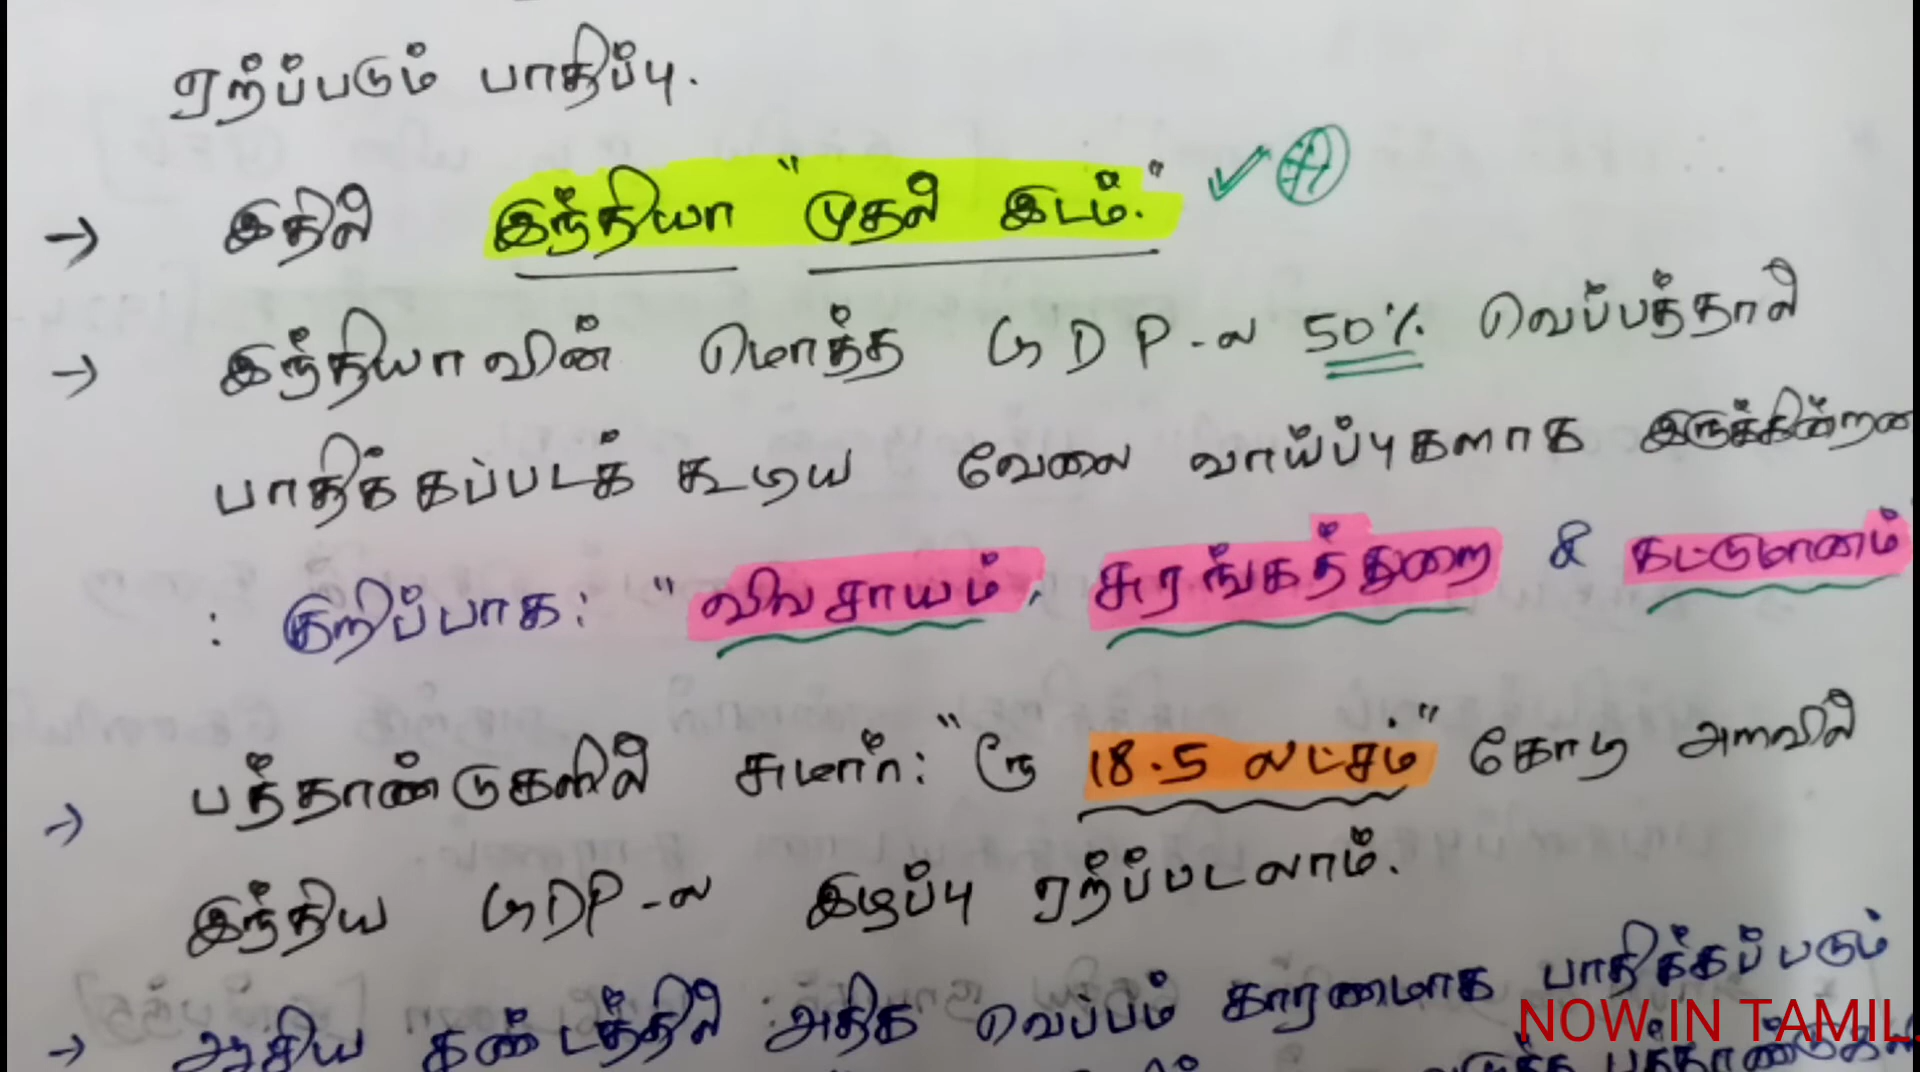 ஏற்ப்படும் பாதிப்பு.
→ இதில் இந்தியா "முதல் இடம்." ✓
→ இந்தியாவின் மொத்த GDP-ல 50% வெப்பத்தால்
பாதிக்கப்படக் கூடிய வேலை வாய்ப்புகளாக இருக்கின்றன
: குறிப்பாக: "விவசாயம், சுரங்கத்துறை & கட்டுமானம்
→ பத்தாண்டுகளில் சுமார்: "ரூ 18.5 லட்சம்" கோடி அளவில்
இந்திய GDP-ல இழப்பு ஏற்ப்படலாம்.
→ ஆசிய கண்டத்தில் அதிக வெப்பம் காரணமாக பாதிக்கப்படும்
NOW IN TAMIL